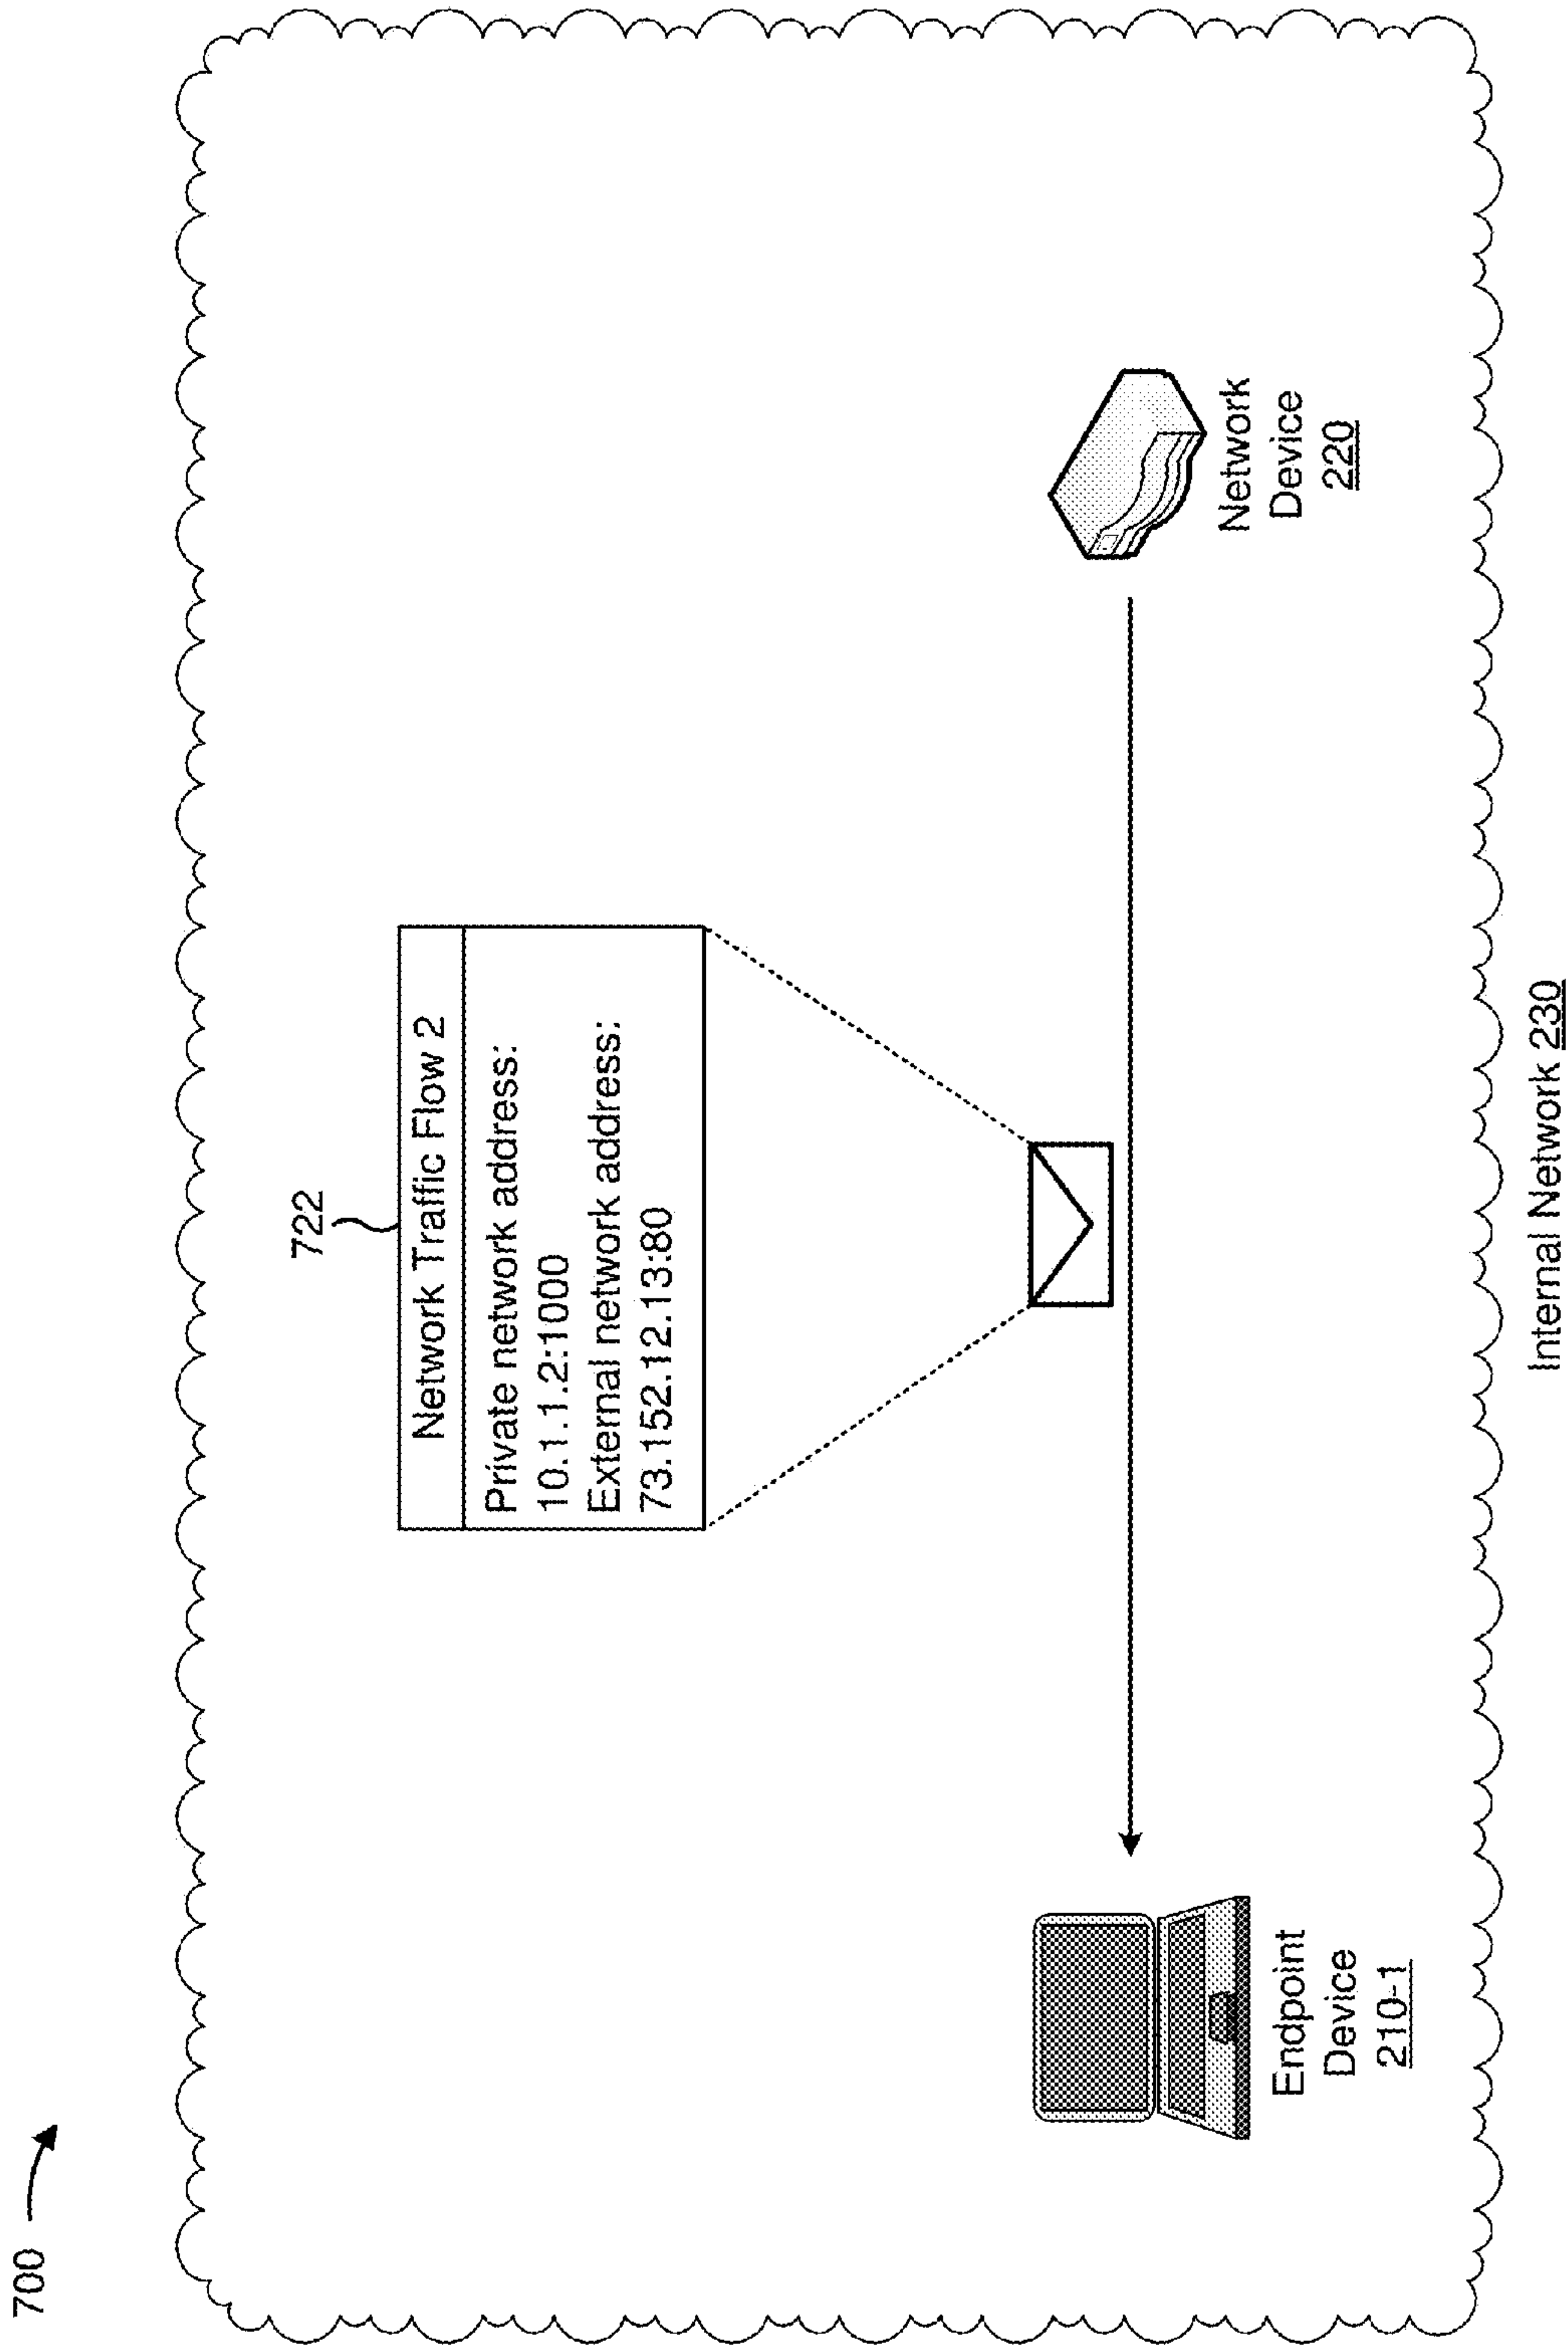 700
722
Network Traffic Flow 2
Private network address:
10.1.1.2:1000
External network address:
73.152.12.13:80
Endpoint
Device
210-1
Network
Device
220
Internal Network 230